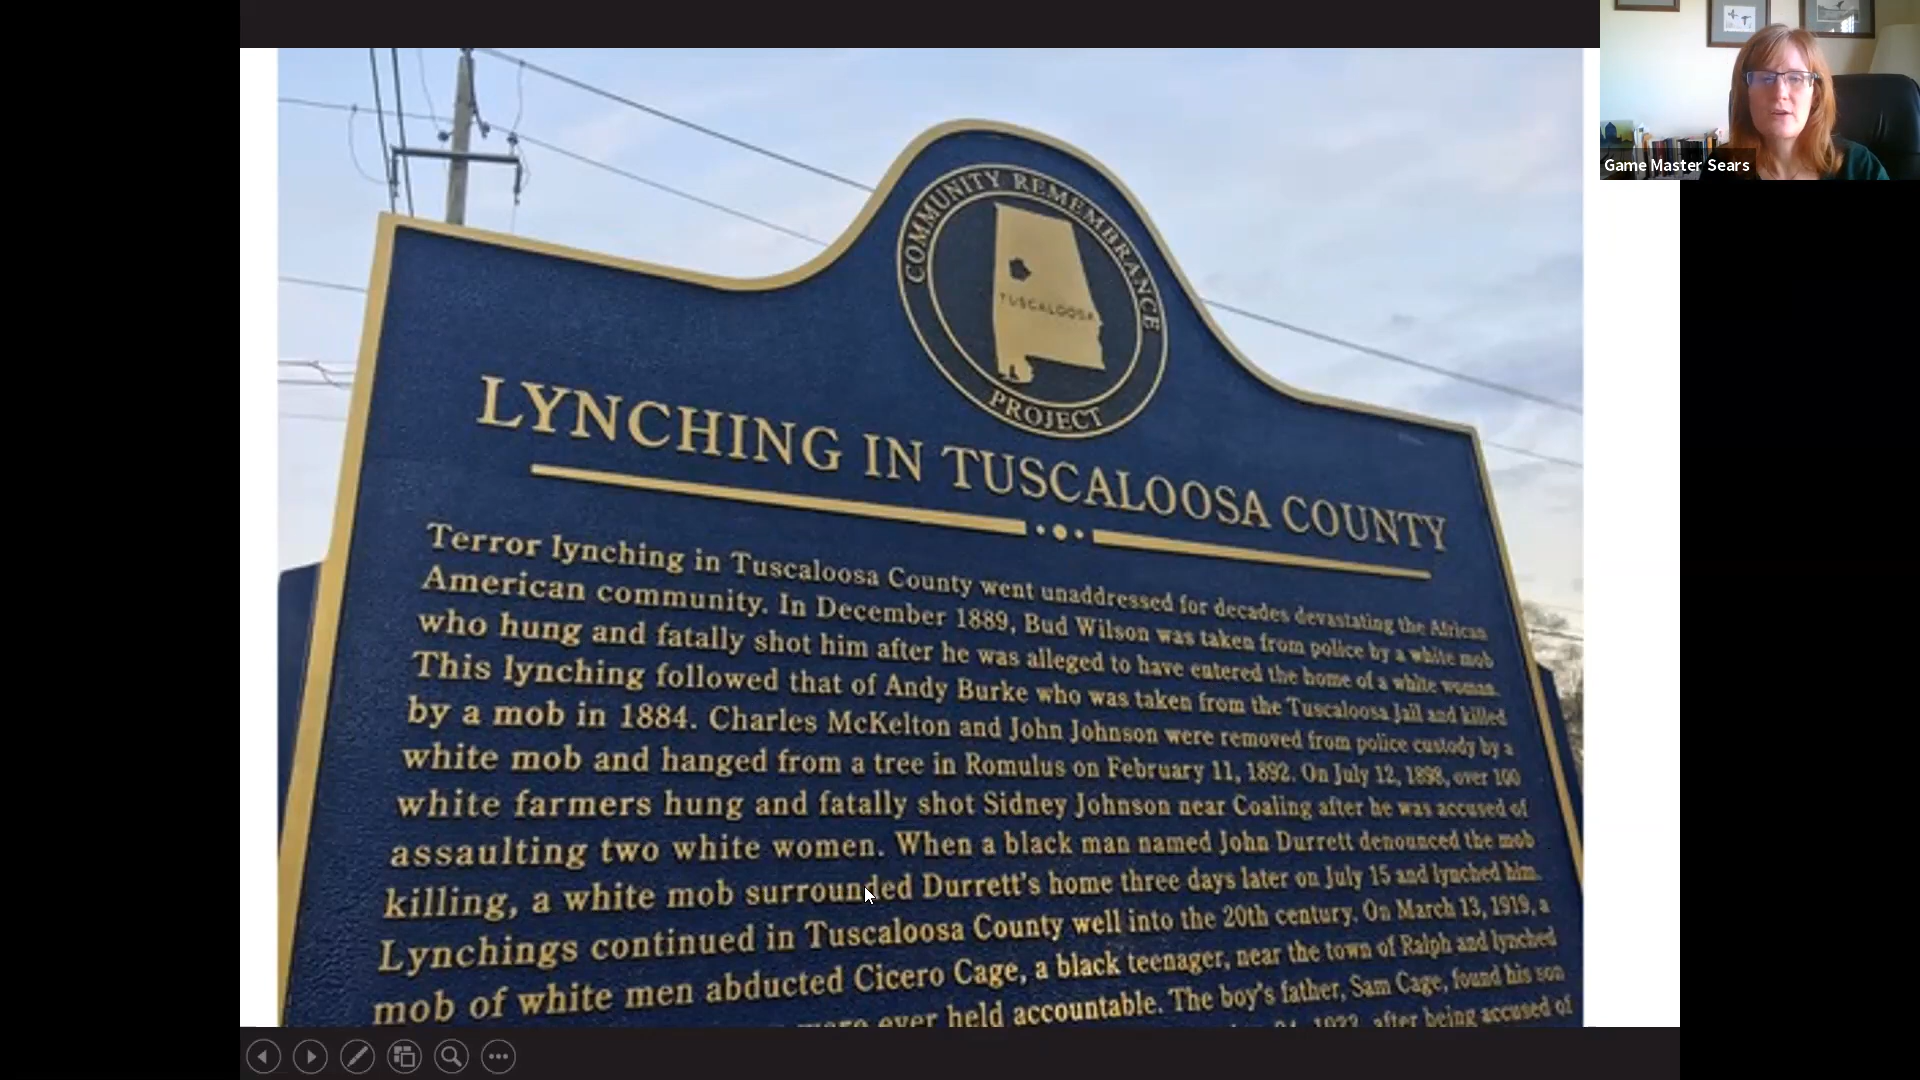 COMMUNITY REMEMBRANCE
TUSCALOOSA
PROJECT
LYNCHING IN TUSCALOOSA COUNTY
Terror lynching in Tuscaloosa County went unaddressed for decades devastating the African
American community. In December 1889, Bud Wilson was taken from police by a white mob
who hung and fatally shot him after he was alleged to have entered the home of a white woman.
This lynching followed that of Andy Burke who was taken from the Tuscaloosa Jail and killed
by a mob in 1884. Charles McKelton and John Johnson were removed from police custody by a
white mob and hanged from a tree in Romulus on February 11, 1892. On July 12, 1898, over 100
white farmers hung and fatally shot Sidney Johnson near Coaling after he was accused of
assaulting two white women. When a black man named John Durrett denounced the mob
killing, a white mob surrounded Durrett's home three days later on July 15 and lynched him.
Lynchings continued in Tuscaloosa County well into the 20th century. On March 13, 1919, a
mob of white men abducted Cicero Cage, a black teenager, near the town of Ralph and lynched
were ever held accountable. The boy's father, Sam Cage, found his son
after being accused of
Game Master Sears